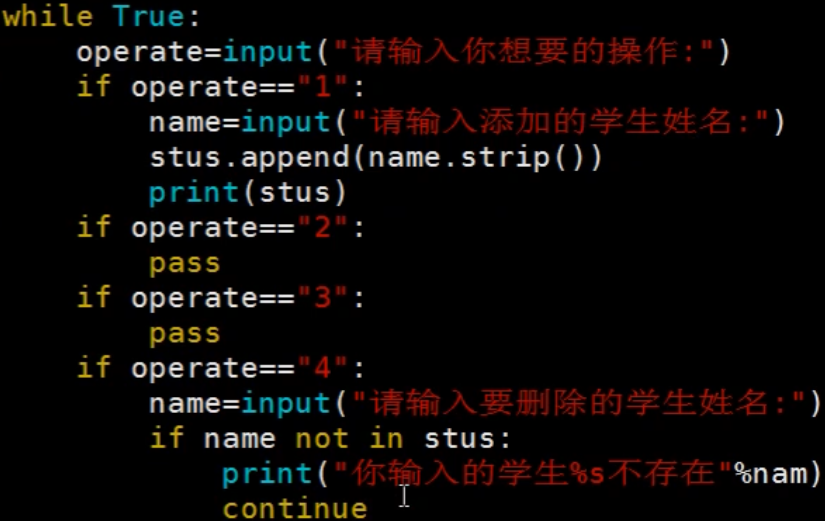 while True:
    operate=input("请输入你想要的操作:")
    if operate=="1":
        name=input("请输入添加的学生姓名:")
        stus.append(name.strip())
        print(stus)
    if operate=="2":
        pass
    if operate=="3":
        pass
    if operate=="4":
        name=input("请输入要删除的学生姓名:")
        if name not in stus:
            print("你输入的学生%s不存在"%nam)
            continue